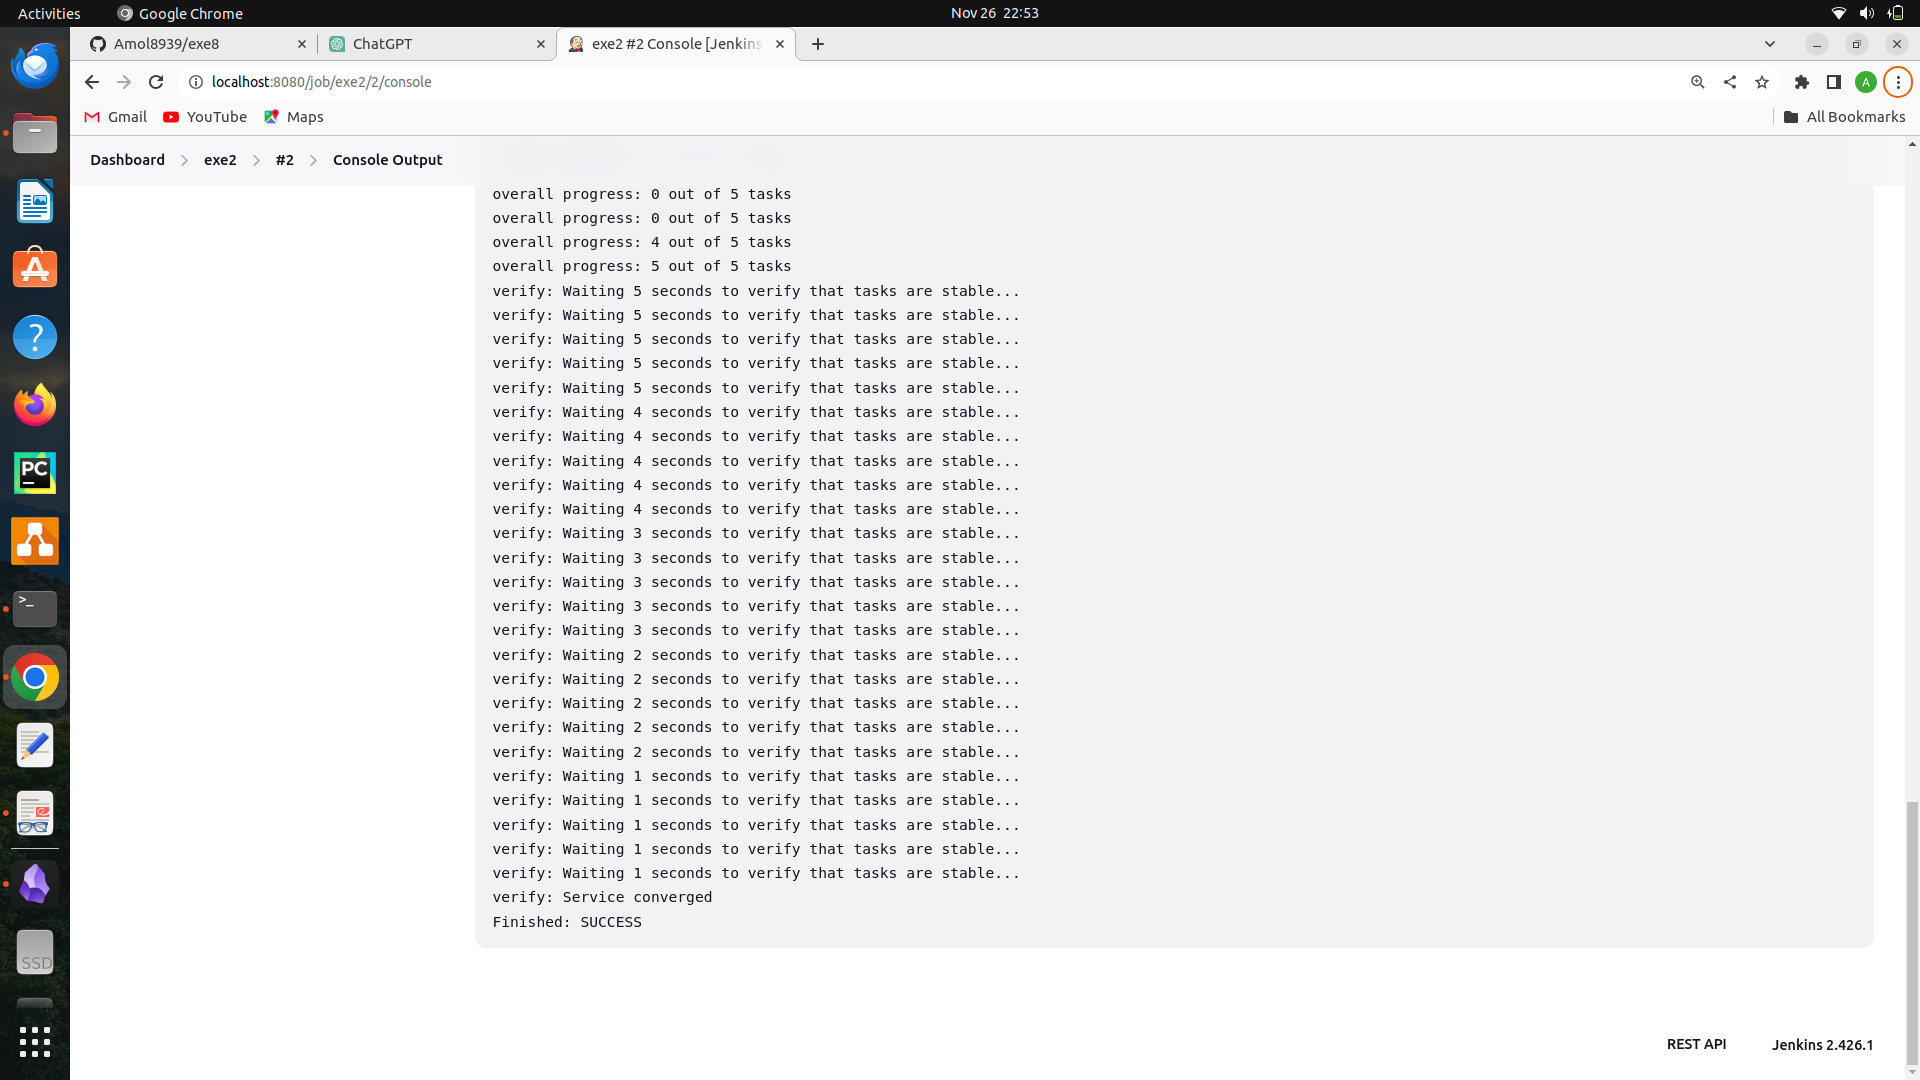 Activities
Google Chrome
Nov 26 22:53
Amol8939/exe8
ChatGPT
exe2 #2 Console [Jenkins
localhost:8080/job/exe2/2/console
A
Gmail
YouTube
Maps
All Bookmarks
Dashboard
exe2
#2
Console Output
overall progress: 0 out of 5 tasks
overall progress: 0 out of 5 tasks
overall progress: 4 out of 5 tasks
overall progress: 5 out of 5 tasks
verify: Waiting 5 seconds to verify that tasks are stable...
verify: Waiting 5 seconds to verify that tasks are stable...
verify: Waiting 5 seconds to verify that tasks are stable...
verify: Waiting 5 seconds to verify that tasks are stable...
verify: Waiting 5 seconds to verify that tasks are stable...
verify: Waiting 4 seconds to verify that tasks are stable...
verify: Waiting 4 seconds to verify that tasks are stable...
verify: Waiting 4 seconds to verify that tasks are stable...
verify: Waiting 4 seconds to verify that tasks are stable...
verify: Waiting 4 seconds to verify that tasks are stable...
verify: Waiting 3 seconds to verify that tasks are stable...
verify: Waiting 3 seconds to verify that tasks are stable...
verify: Waiting 3 seconds to verify that tasks are stable...
verify: Waiting 3 seconds to verify that tasks are stable...
verify: Waiting 3 seconds to verify that tasks are stable...
verify: Waiting 2 seconds to verify that tasks are stable...
verify: Waiting 2 seconds to verify that tasks are stable...
verify: Waiting 2 seconds to verify that tasks are stable...
verify: Waiting 2 seconds to verify that tasks are stable...
verify: Waiting 2 seconds to verify that tasks are stable...
verify: Waiting 1 seconds to verify that tasks are stable...
verify: Waiting 1 seconds to verify that tasks are stable...
verify: Waiting 1 seconds to verify that tasks are stable...
verify: Waiting 1 seconds to verify that tasks are stable...
verify: Waiting 1 seconds to verify that tasks are stable...
verify: Service converged
Finished: SUCCESS
PC
>_
SSD
REST API
Jenkins 2.426.1